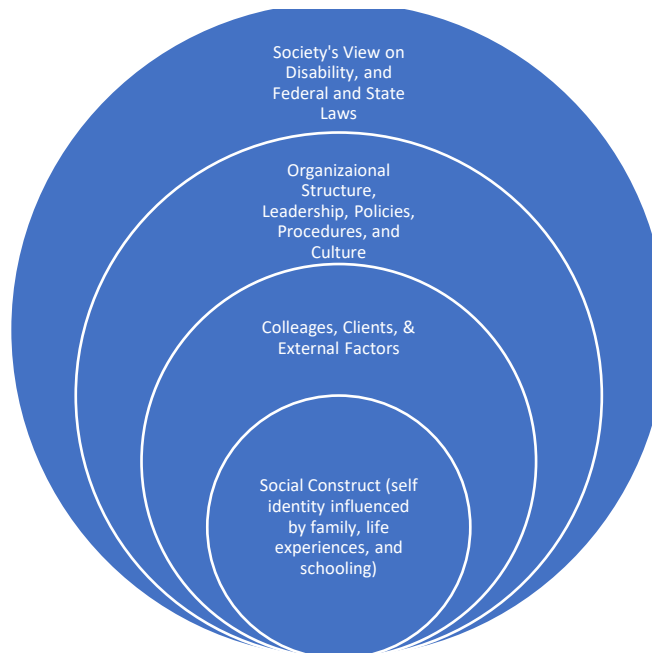 Society's View on
Disability, and
Federal and State
Laws
Organizaional
Structure,
Leadership, Policies,
Procedures, and
Culture
Colleages, Clients, &
External Factors
Social Construct (self
identity influenced
by family, life
experiences, and
schooling)